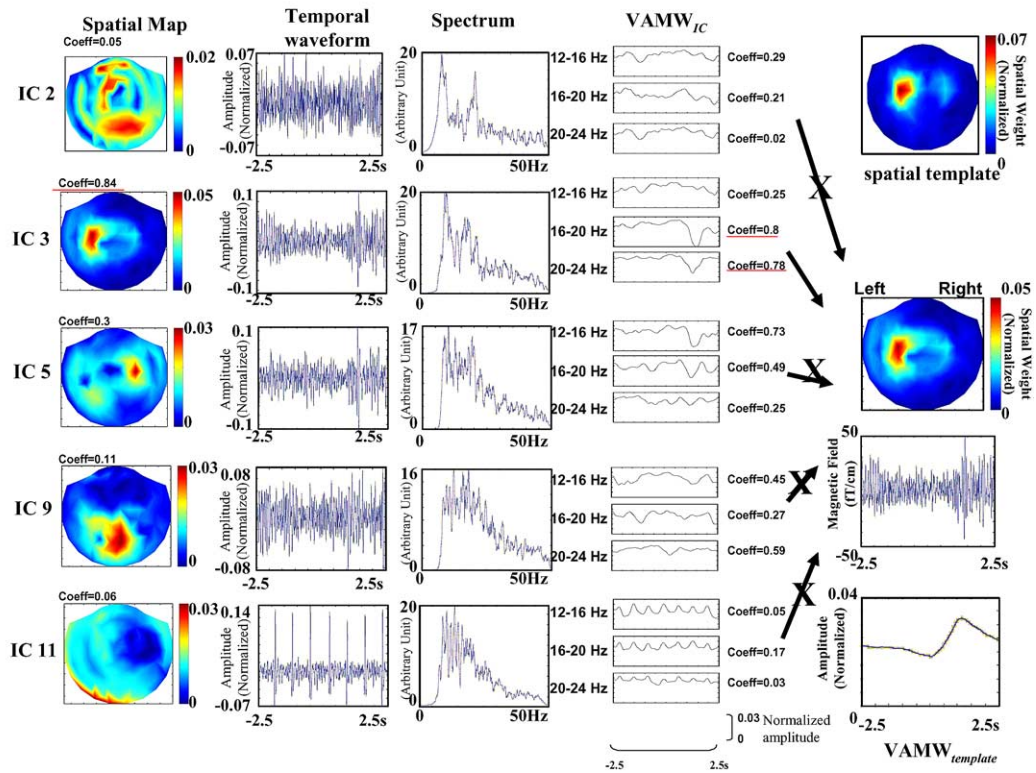 Spatial Map
Temporal
waveform
Spectrum
VAMW IC
Coeff=0.05
IC 2
0.02
0
Amplitude
(Normalized)
0.07
-0.07
-2.5
2.5s
(Arbitrary Unit)
20
0
0
50Hz
12-16 Hz
Coeff=0.29
16-20 Hz
Coeff=0.21
20-24 Hz
Coeff=0.02
0.07
0
Spatial Weight
(Normalized)
spatial template
Coeff=0.84
IC 3
0.05
0
Amplitude
(Normalized)
0.1
-0.1
-2.5
2.5s
(Arbitrary Unit)
20
0
0
50Hz
12-16 Hz
Coeff=0.25
16-20 Hz
Coeff=0.8
20-24 Hz
Coeff=0.78
X
Left
Right
0.05
0
Spatial Weight
(Normalized)
Coeff=0.3
IC 5
0.03
0
Amplitude
(Normalized)
0.1
-0.1
-2.5
2.5s
(Arbitrary Unit)
17
0
0
50Hz
12-16 Hz
Coeff=0.73
16-20 Hz
Coeff=0.49
20-24 Hz
Coeff=0.25
X
Coeff=0.11
IC 9
0.03
0
Amplitude
(Normalized)
0.08
-0.08
-2.5
2.5s
(Arbitrary Unit)
16
0
0
50Hz
12-16 Hz
Coeff=0.45
16-20 Hz
Coeff=0.27
20-24 Hz
Coeff=0.59
X
Magnetic Field
(fT/cm)
50
-50
-2.5
2.5s
Coeff=0.06
IC 11
0.03
0
Amplitude
(Normalized)
0.14
-0.07
-2.5
2.5s
(Arbitrary Unit)
20
0
0
50Hz
12-16 Hz
Coeff=0.05
16-20 Hz
Coeff=0.17
20-24 Hz
Coeff=0.03
X
0.03
0
Normalized
amplitude
-2.5
2.5s
Amplitude
(Normalized)
0.04
0
-2.5
2.5s
VAMW template